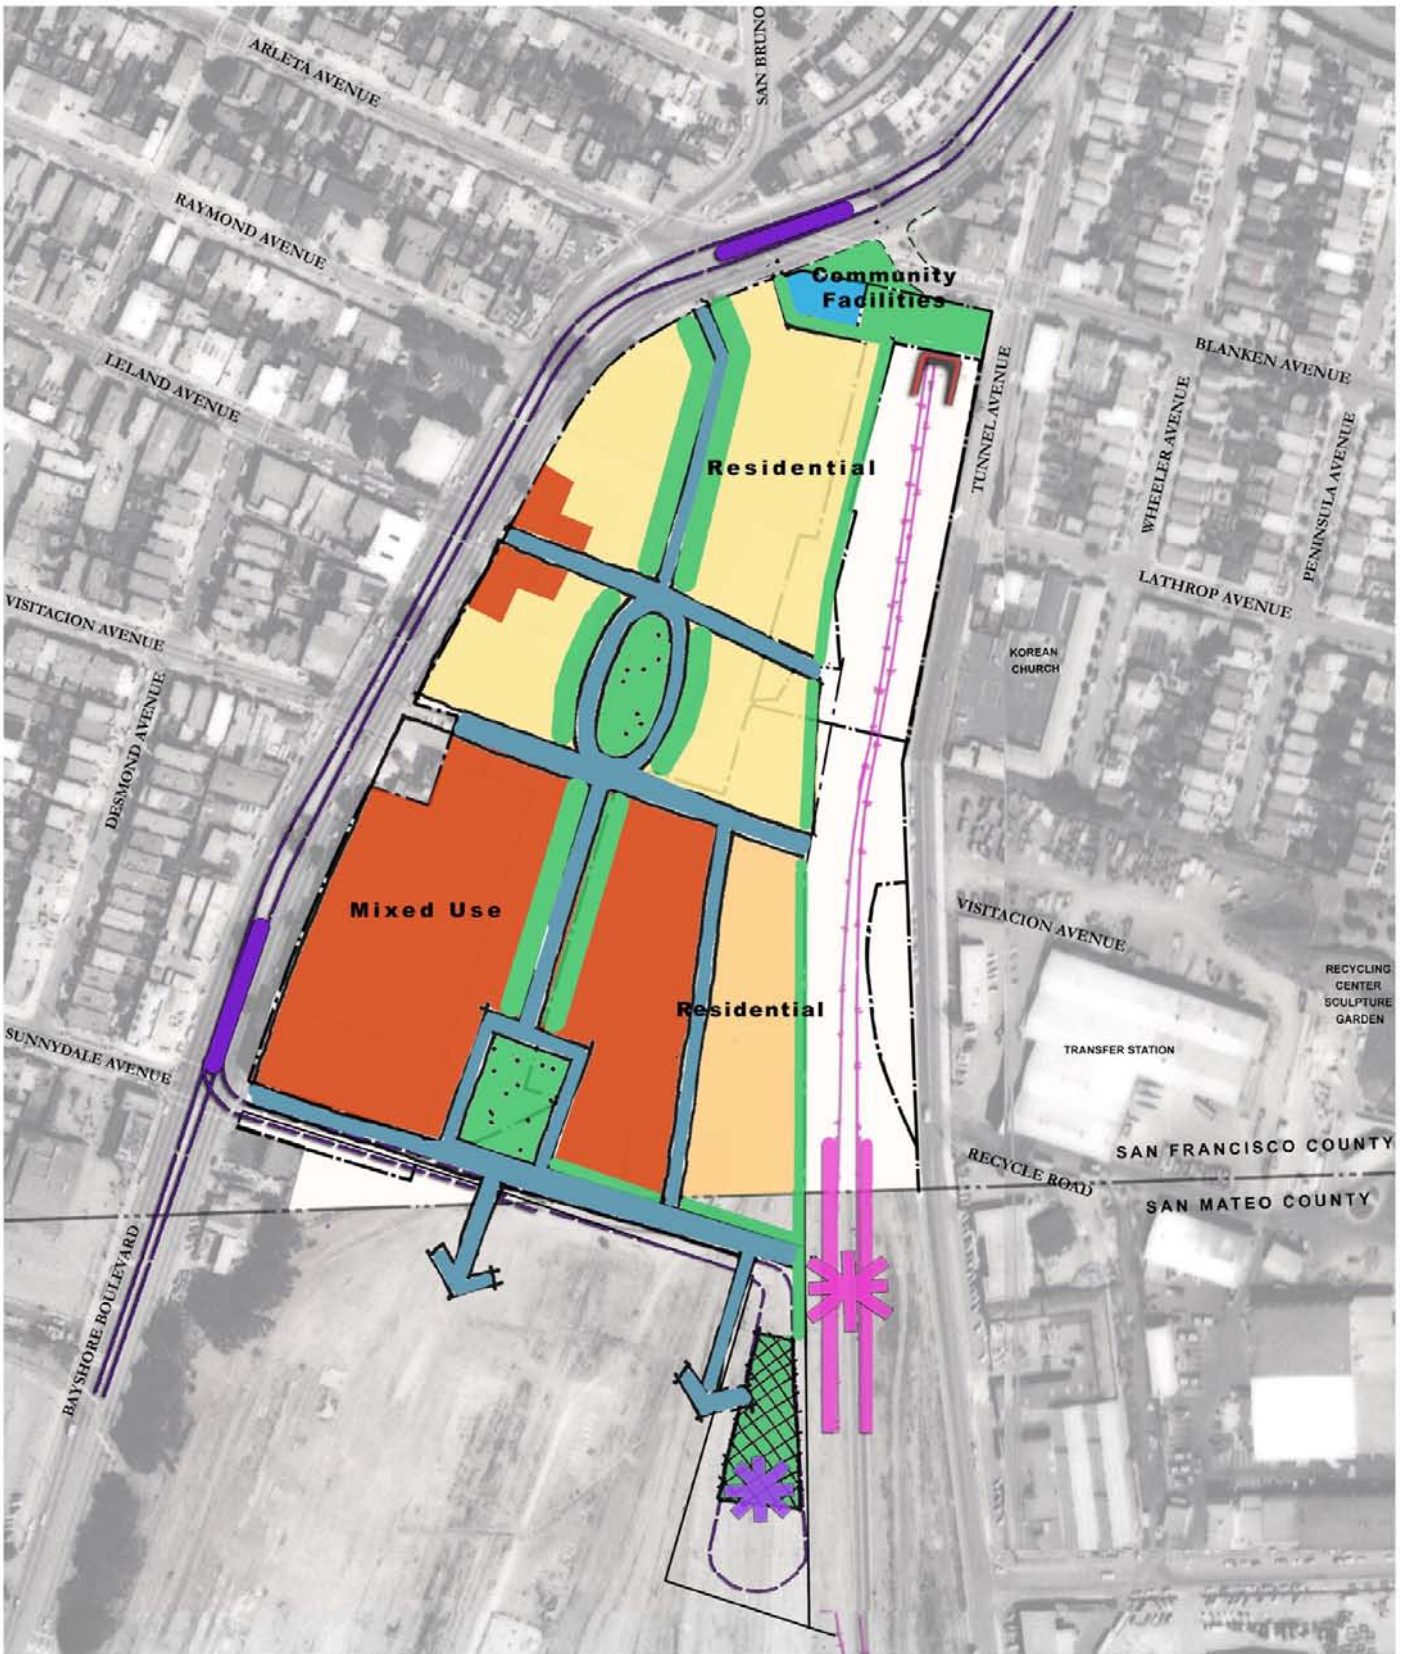 SAN BRUNO
ARLETA AVENUE
RAYMOND AVENUE
Community
Facilities
LELAND AVENUE
BLANKEN AVENUE
TUNNEL AVENUE
WHEELER AVENUE
PENINSULA AVENUE
Residential
LATHROP AVENUE
VISITACION AVENUE
KOREAN
CHURCH
DESMOND AVENUE
Mixed Use
VISITACION AVENUE
RECYCLING
CENTER
SCULPTURE
GARDEN
Residential
SUNNYDALE AVENUE
TRANSFER STATION
SAN FRANCISCO COUNTY
RECYCLE ROAD
SAN MATEO COUNTY
BAYSHORE BOULEVARD